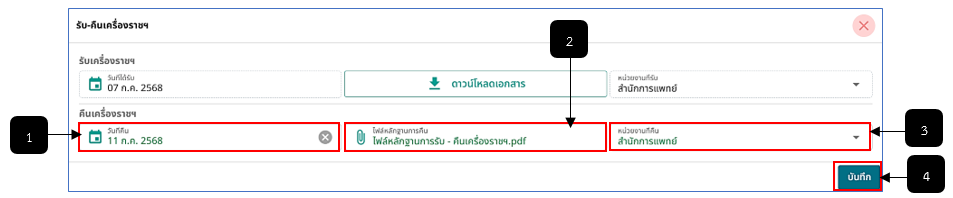 รับ-คืนเครื่องราชฯ
2
รับเครื่องราชฯ
วันที่ได้รับ
07 ก.ค. 2568
ดาวน์โหลดเอกสาร
หน่วยงานที่รับ
สำนักการแพทย์
คืนเครื่องราชฯ
1
วันที่คืน
11 ก.ค. 2568
ไฟล์หลักฐานการคืน
ไฟล์หลักฐานการรับ - คืนเครื่องราชฯ.pdf
หน่วยงานที่คืน
สำนักการแพทย์
3
บันทึก
4